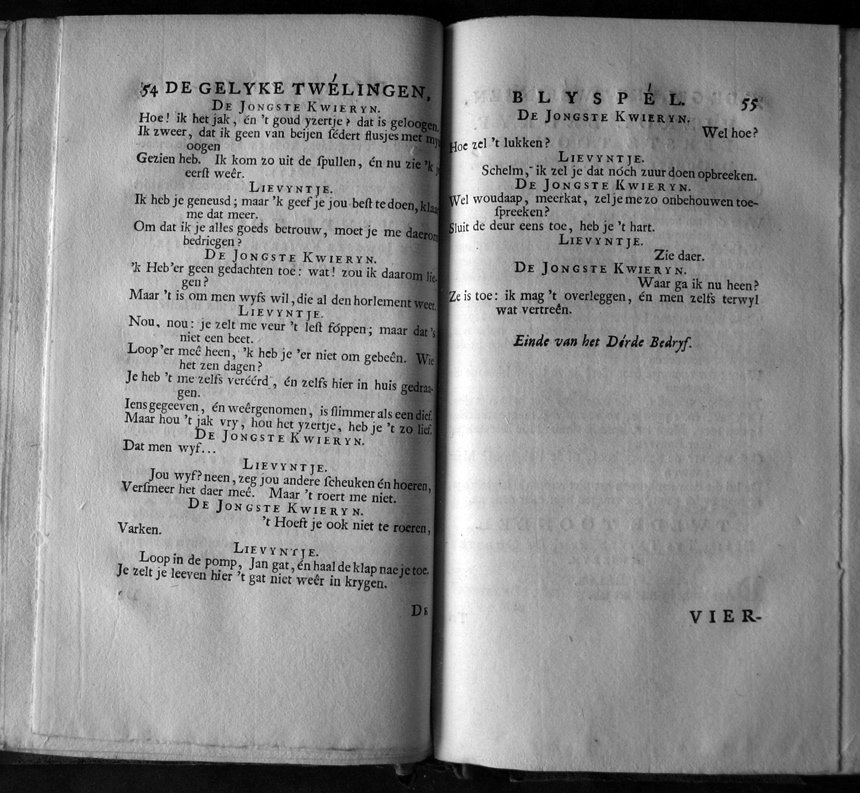 54 DE GELYKE TWÉLINGEN,
DE JONGSTE KWIERYN.
Hoe! ik het jak, én 't goud yzertje? dat is geloogen.
Ik zweer, dat ik geen van beijen sédert flusjes met
oogen
Gezien heb. Ik kom zo uit de spullen, én nu zie 'k
eerst weêr.
LIEVYNTJE.
Ik heb je geneusd; maar 'k geef je jou best te doen,
me dat meer.
Om dat ik je alles goeds betrouw, moet je me daerom
bedriegen?
DE JONGSTE KWIERYN.
'k Heb'er geen gedachten toe: wat! zou ik daarom lie-
gen?
Maar 't is om men wyfs wil, die al den horlement weet.
LIEVYNTJE.
Nou, nou: je zelt me veur 't lest fóppen; maar dat 's
niet een beet.
Loop'er meê heen, 'k heb je 'er niet om gebeên. Wie
het zen dagen?
Je heb 't me zelfs veréérd, én zelfs hier in huis gedraa-
gen.
Iens gegeeven, én weêrgenomen, is slimmer als een dief.
Maar hou 't jak vry, hou het yzertje, heb je 't zo lief.
DE JONGSTE KWIERYN.
Dat men wyf...
LIEVYNTJE.
Jou wyf? neen, zeg jou andere scheuken én hoeren,
Versmeer het daer meê. Maar 't roert me niet.
DE JONGSTE KWIERYN.
't Hoeft je ook niet te roeren,
Varken.
LIEVYNTJE.
Loop in de pomp, Jan gat, én haal de klap nae je toe.
Je zelt je leeven hier 't gat niet weêr in krygen.
DE
BLYSPÉL. 55
DE JONGSTE KWIERYN.
Wel hoe?
Hoe zel 't lukken?
LIEVYNTJE.
Schelm, ik zel je dat nóch zuur doen opbreeken.
DE JONGSTE KWIERYN.
Wel woudaap, meerkat, zel je me zo onbehouwen toe-
spreeken?
Sluit de deur eens toe, heb je 't hart.
LIEVYNTJE.
Zie daer.
DE JONGSTE KWIERYN.
Waar ga ik nu heen?
Ze is toe: ik mag 't overleggen, én men zelfs terwyl
wat vertreên.
Einde van het Dérde Bedryf.
VIER-